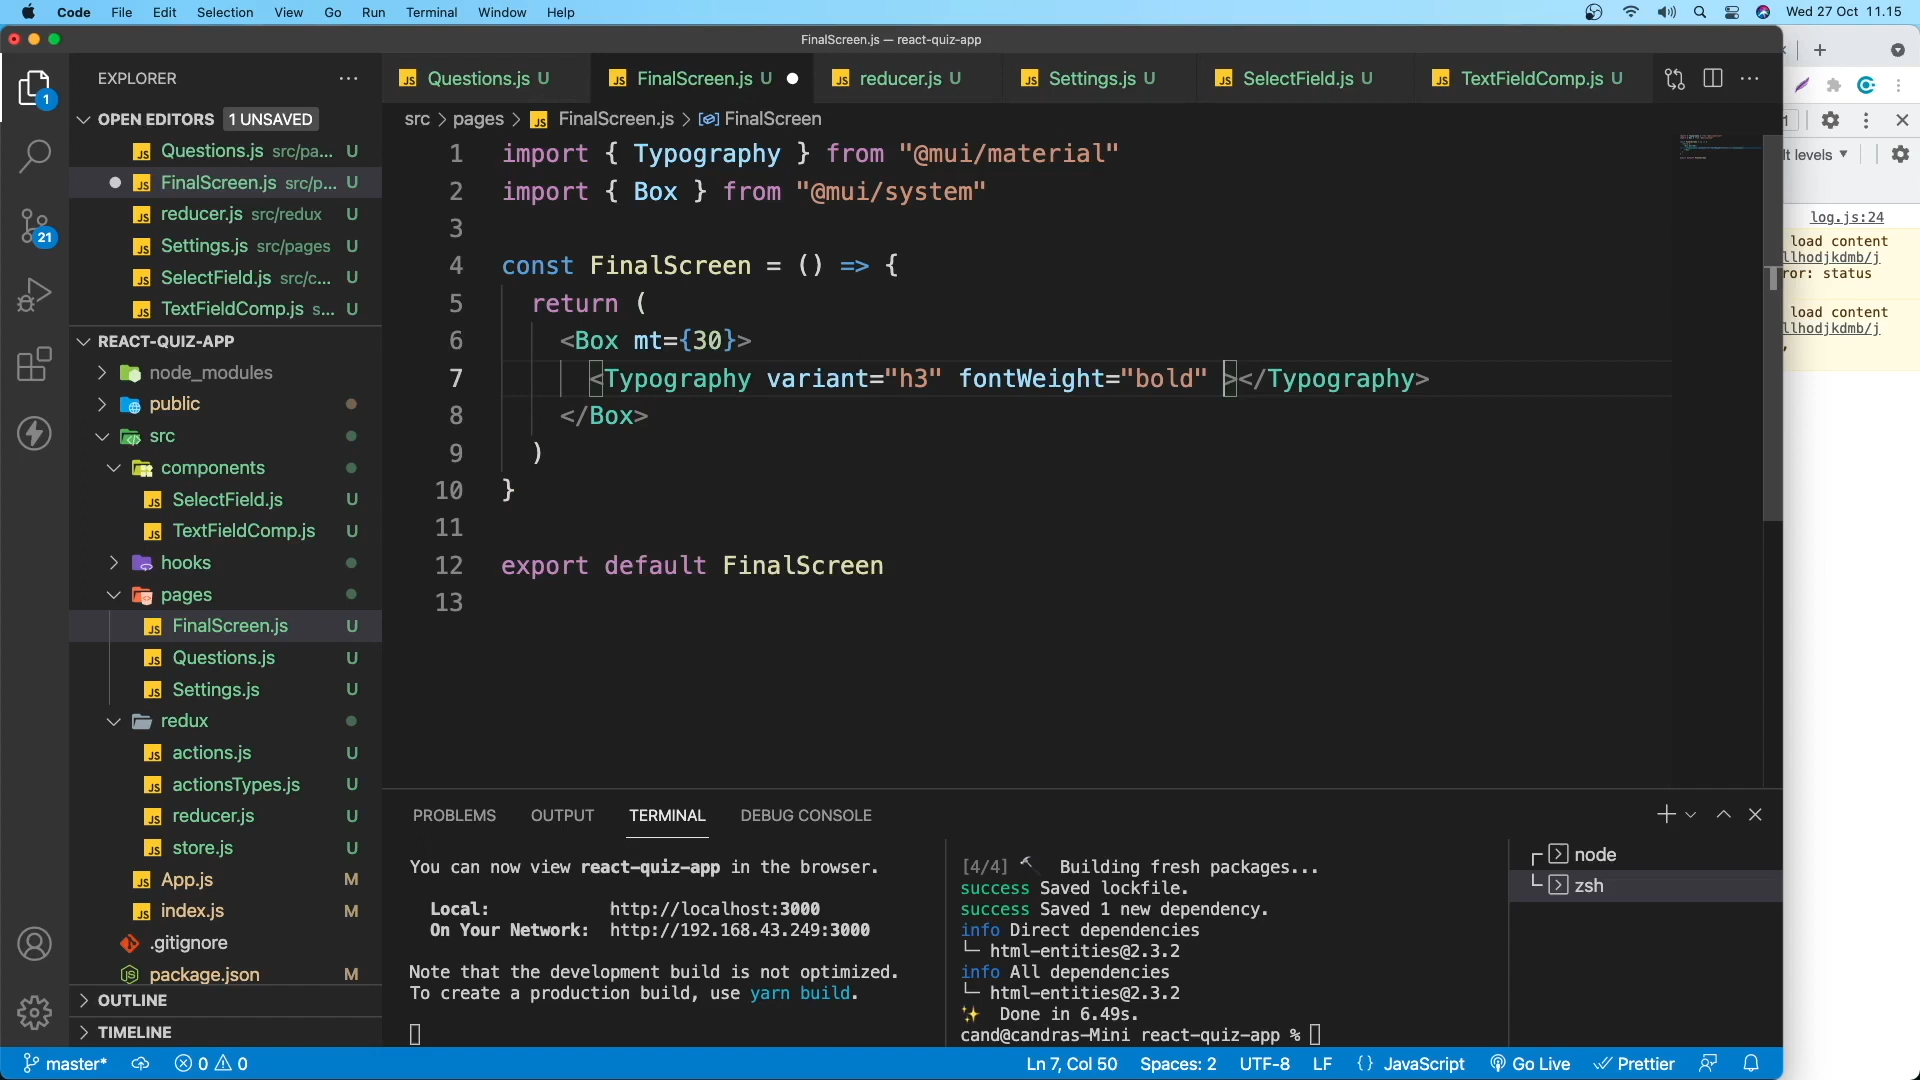 Code File Edit Selection View Go Run Terminal Window Help Wed 27 Oct 11.15
FinalScreen.js — react-quiz-app
EXPLORER
Questions.js U
FinalScreen.js U
reducer.js U
Settings.js U
SelectField.js U
TextFieldComp.js U
OPEN EDITORS 1 UNSAVED
Questions.js src/pa... U
FinalScreen.js src/p... U
reducer.js src/redux U
Settings.js src/pages U
SelectField.js src/c... U
TextFieldComp.js s... U
REACT-QUIZ-APP
node_modules
public
src
components
SelectField.js U
TextFieldComp.js U
hooks
pages
FinalScreen.js U
Questions.js U
Settings.js U
redux
actions.js U
actionsTypes.js U
reducer.js U
store.js U
App.js M
index.js M
.gitignore
package.json M
OUTLINE
TIMELINE
1
21
src > pages > FinalScreen.js > FinalScreen
1 import { Typography } from "@mui/material"
2 import { Box } from "@mui/system"
3
4 const FinalScreen = () => {
5 return (
6 <Box mt={30}>
7 <Typography variant="h3" fontWeight="bold" ></Typography>
8 </Box>
9 )
10 }
11
12 export default FinalScreen
13
PROBLEMS OUTPUT TERMINAL DEBUG CONSOLE
You can now view react-quiz-app in the browser.
Local: http://localhost:3000
On Your Network: http://192.168.43.249:3000
Note that the development build is not optimized.
To create a production build, use yarn build.
[4/4] Building fresh packages...
success Saved lockfile.
success Saved 1 new dependency.
info Direct dependencies
└─ html-entities@2.3.2
info All dependencies
└─ html-entities@2.3.2
✨ Done in 6.49s.
cand@candras-Mini react-quiz-app %
node
zsh
master* 0 0 Ln 7, Col 50 Spaces: 2 UTF-8 LF {} JavaScript Go Live Prettier
1
lt levels ▼
log.js:24
load content
llhodjkdmb/j
ror: status
load content
llhodjkdmb/j